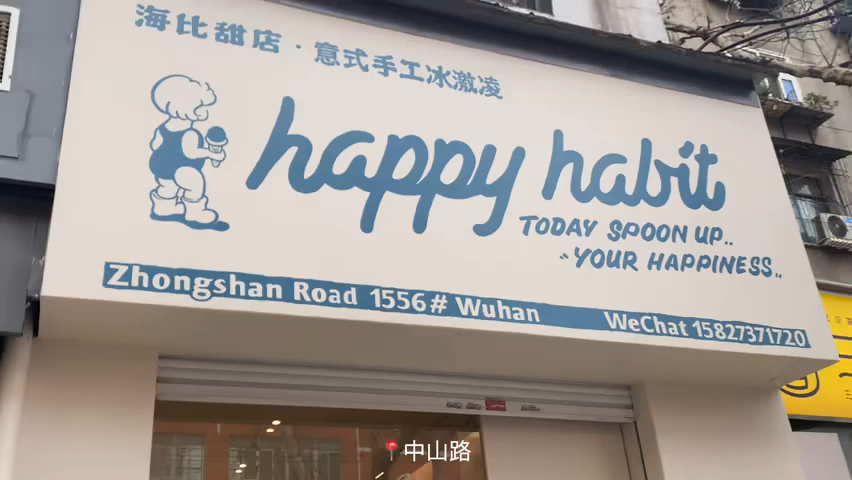 海比甜店·意式手工冰激凌
happy habit
TODAY SPOON UP..
YOUR HAPPINESS..
Zhongshan Road 1556# Wuhan
WeChat 15827371720
中山路